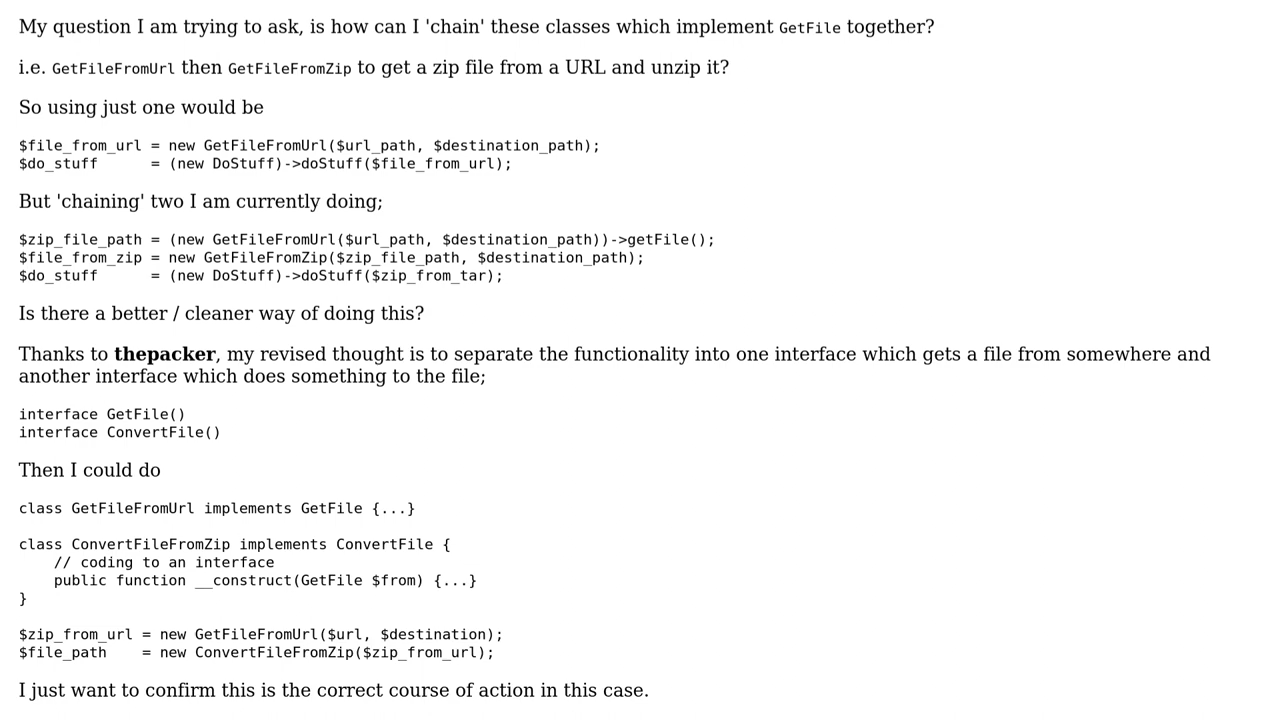 My question I am trying to ask, is how can I 'chain' these classes which implement GetFile together?
i.e. GetFileFromUrl then GetFileFromZip to get a zip file from a URL and unzip it?
So using just one would be
$file_from_url = new GetFileFromUrl($url_path, $destination_path);
$do_stuff      = (new DoStuff)->doStuff($file_from_url);
But 'chaining' two I am currently doing;
$zip_file_path = (new GetFileFromUrl($url_path, $destination_path))->getFile();
$file_from_zip = new GetFileFromZip($zip_file_path, $destination_path);
$do_stuff      = (new DoStuff)->doStuff($zip_from_tar);
Is there a better / cleaner way of doing this?
Thanks to thepacker, my revised thought is to separate the functionality into one interface which gets a file from somewhere and
another interface which does something to the file;
interface GetFile()
interface ConvertFile()
Then I could do
class GetFileFromUrl implements GetFile {...}
class ConvertFileFromZip implements ConvertFile {
    // coding to an interface
    public function __construct(GetFile $from) {...}
}
$zip_from_url = new GetFileFromUrl($url, $destination);
$file_path    = new ConvertFileFromZip($zip_from_url);
I just want to confirm this is the correct course of action in this case.